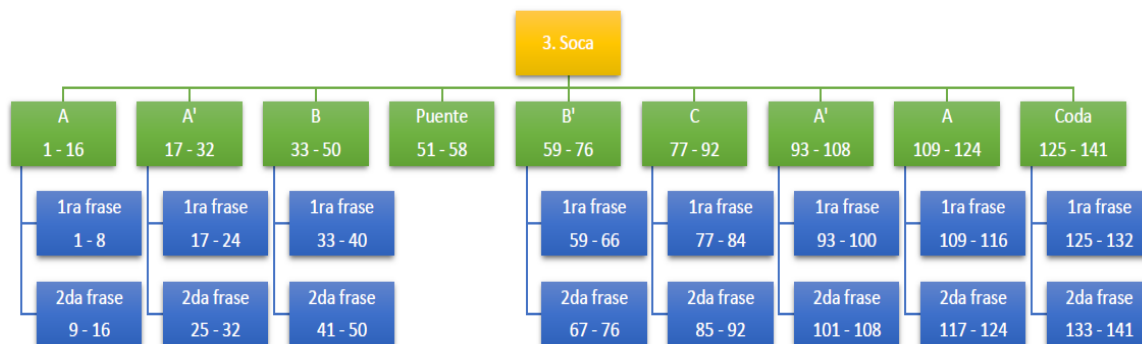 3. Soca
A
1 - 16
A'
17 - 32
B
33 - 50
Puente
51 - 58
B'
59 - 76
C
77 - 92
A'
93 - 108
A
109 - 124
Coda
125 - 141
1ra frase
1 - 8
1ra frase
17 - 24
1ra frase
33 - 40
1ra frase
59 - 66
1ra frase
77 - 84
1ra frase
93 - 100
1ra frase
109 - 116
1ra frase
125 - 132
2da frase
9 - 16
2da frase
25 - 32
2da frase
41 - 50
2da frase
67 - 76
2da frase
85 - 92
2da frase
101 - 108
2da frase
117 - 124
2da frase
133 - 141